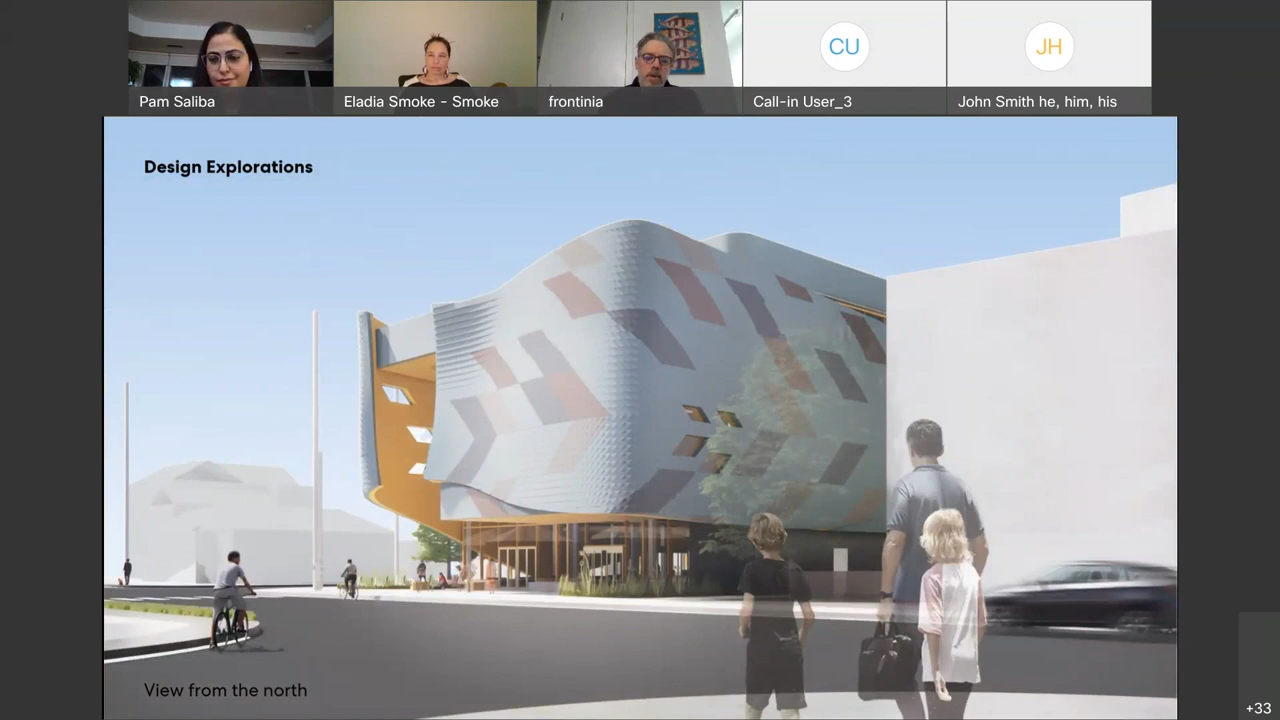 Pam Saliba
Eladia Smoke - Smoke
frontinia
CU
Call-in User_3
JH
John Smith he, him, his
Design Explorations
View from the north
+33